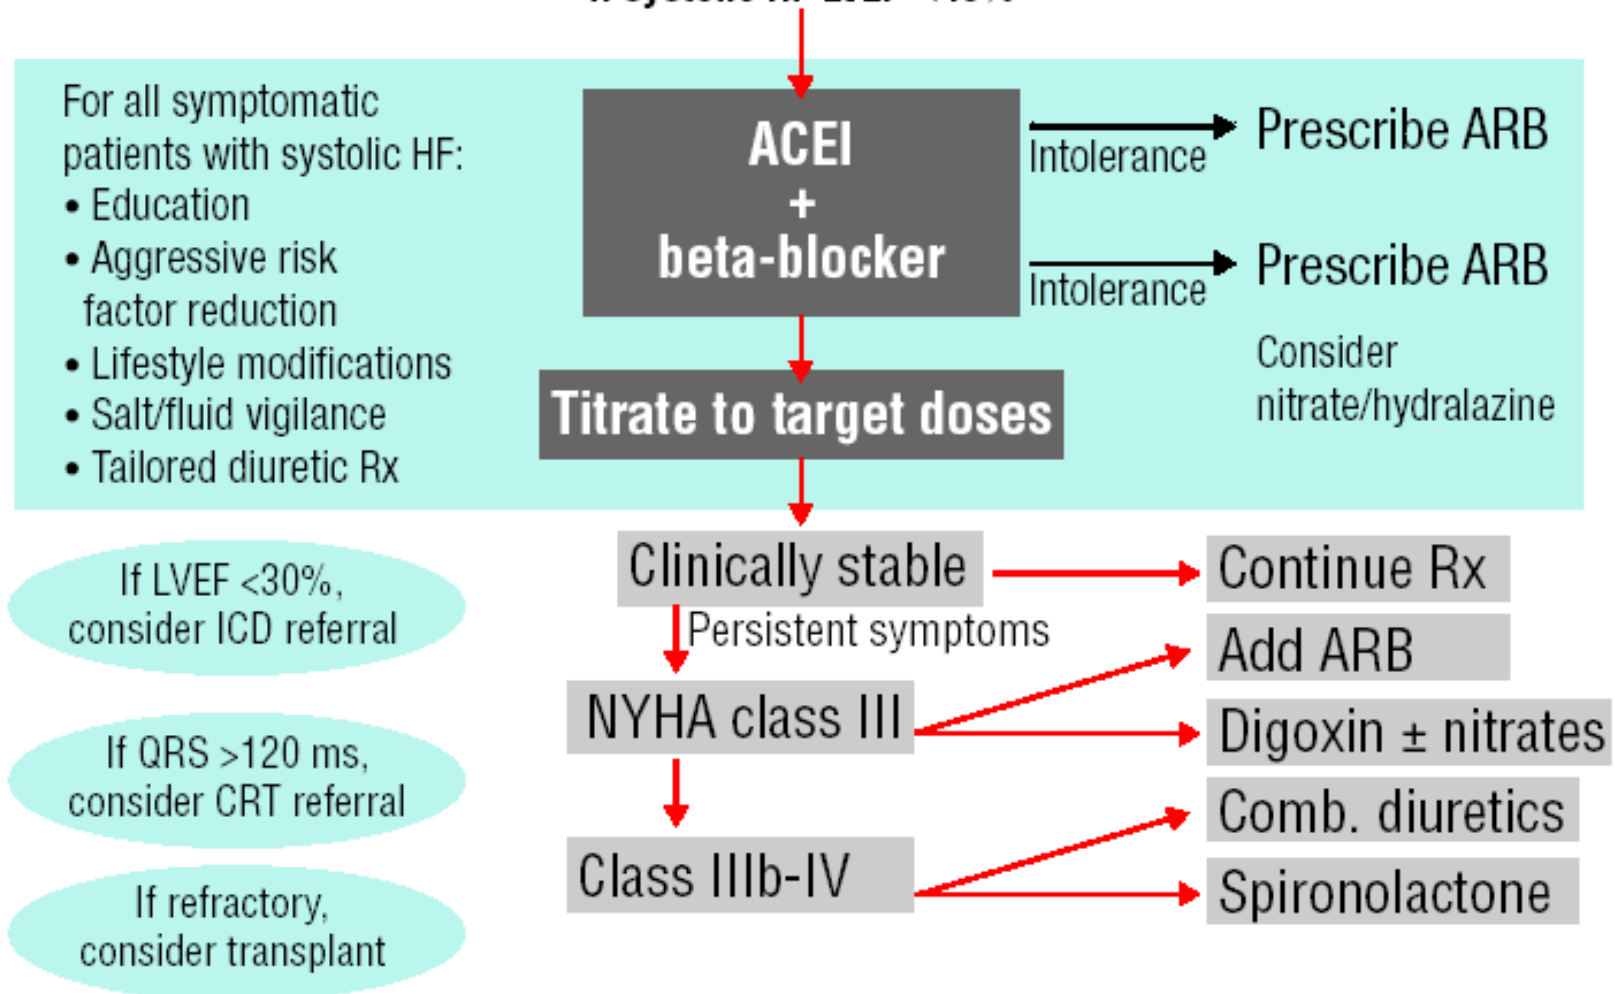 For all symptomatic
patients with systolic HF:
• Education
• Aggressive risk
factor reduction
• Lifestyle modifications
• Salt/fluid vigilance
• Tailored diuretic Rx
ACEI
+
beta-blocker
Intolerance
Prescribe ARB
Intolerance
Prescribe ARB
Consider
nitrate/hydralazine
Titrate to target doses
Clinically stable
Continue Rx
Persistent symptoms
Add ARB
NYHA class III
Digoxin ± nitrates
Comb. diuretics
Class IIIb-IV
Spironolactone
If LVEF <30%,
consider ICD referral
If QRS >120 ms,
consider CRT referral
If refractory,
consider transplant